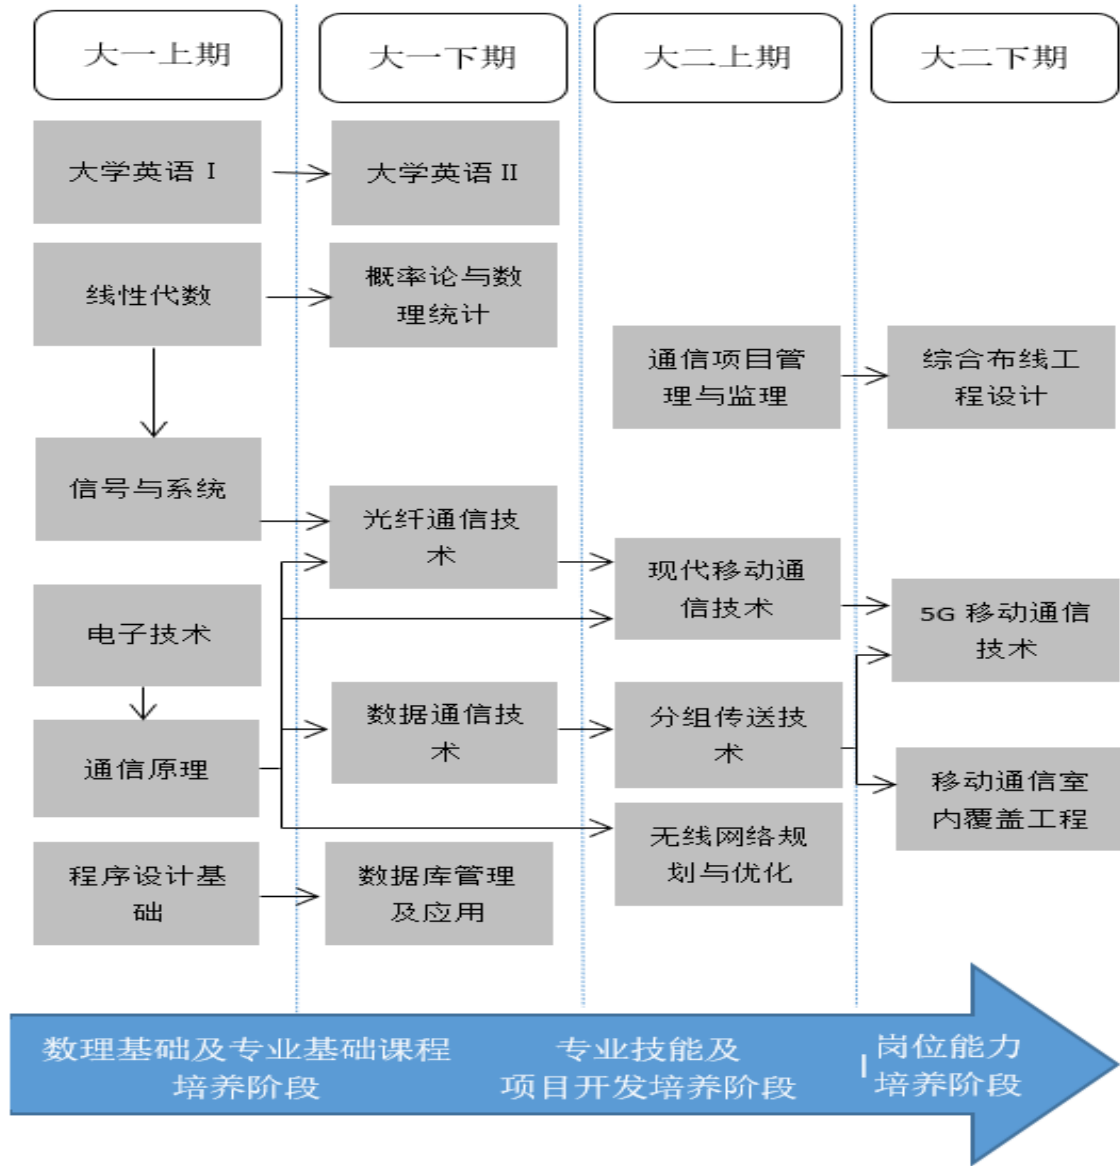 大一上期
大一下期
大二上期
大二下期
大学英语 I
大学英语 II
线性代数
概率论与数
理统计
通信项目管
理与监理
综合布线工
程设计
信号与系统
光纤通信技
术
现代移动通
信技术
电子技术
5G 移动通信
技术
通信原理
数据通信技
术
分组传送技
术
移动通信室
内覆盖工程
程序设计基
础
数据库管理
及应用
无线网络规
划与优化
数理基础及专业基础课程
培养阶段
专业技能及
项目开发培养阶段
岗位能力
培养阶段